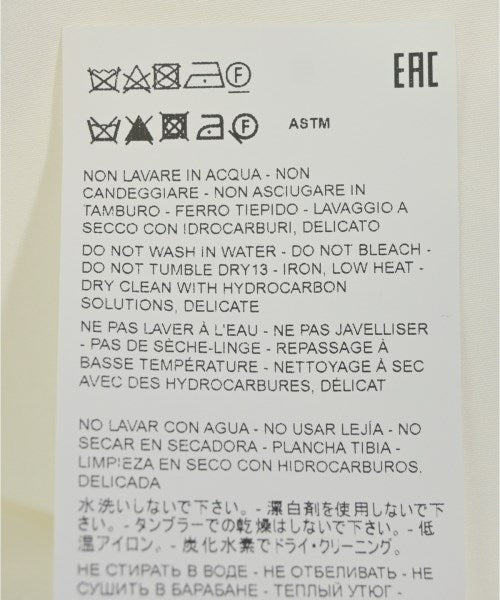 EAC
F
F ASTM
NON LAVARE IN ACQUA - NON
CANDEGGIARE - NON ASCIUGARE IN
TAMBURO - FERRO TIEPIDO - LAVAGGIO A
SECCO CON IDROCARBURI, DELICATO
DO NOT WASH IN WATER - DO NOT BLEACH -
DO NOT TUMBLE DRY13 - IRON, LOW HEAT -
DRY CLEAN WITH HYDROCARBON
SOLUTIONS, DELICATE
NE PAS LAVER À L'EAU - NE PAS JAVELLISER
- PAS DE SÈCHE-LINGE - REPASSAGE À
BASSE TEMPÉRATURE - NETTOYAGE À SEC
AVEC DES HYDROCARBURES, DÉLICAT
NO LAVAR CON AGUA - NO USAR LEJÍA - NO
SECAR EN SECADORA - PLANCHA TIBIA -
LIMPIEZA EN SECO CON HIDROCARBUROS.
DELICADA
水洗いしないで下さい。- 漂白剤を使用しないで下
さい。- タンブラーでの乾燥はしないで下さい。- 低
温アイロン。- 炭化水素でドライ・クリーニング。
НЕ СТИРАТЬ В ВОДЕ - НЕ ОТБЕЛИВАТЬ - НЕ
СУШИТЬ В БАРАБАНЕ - ТЕПЛЫЙ УТЮГ -